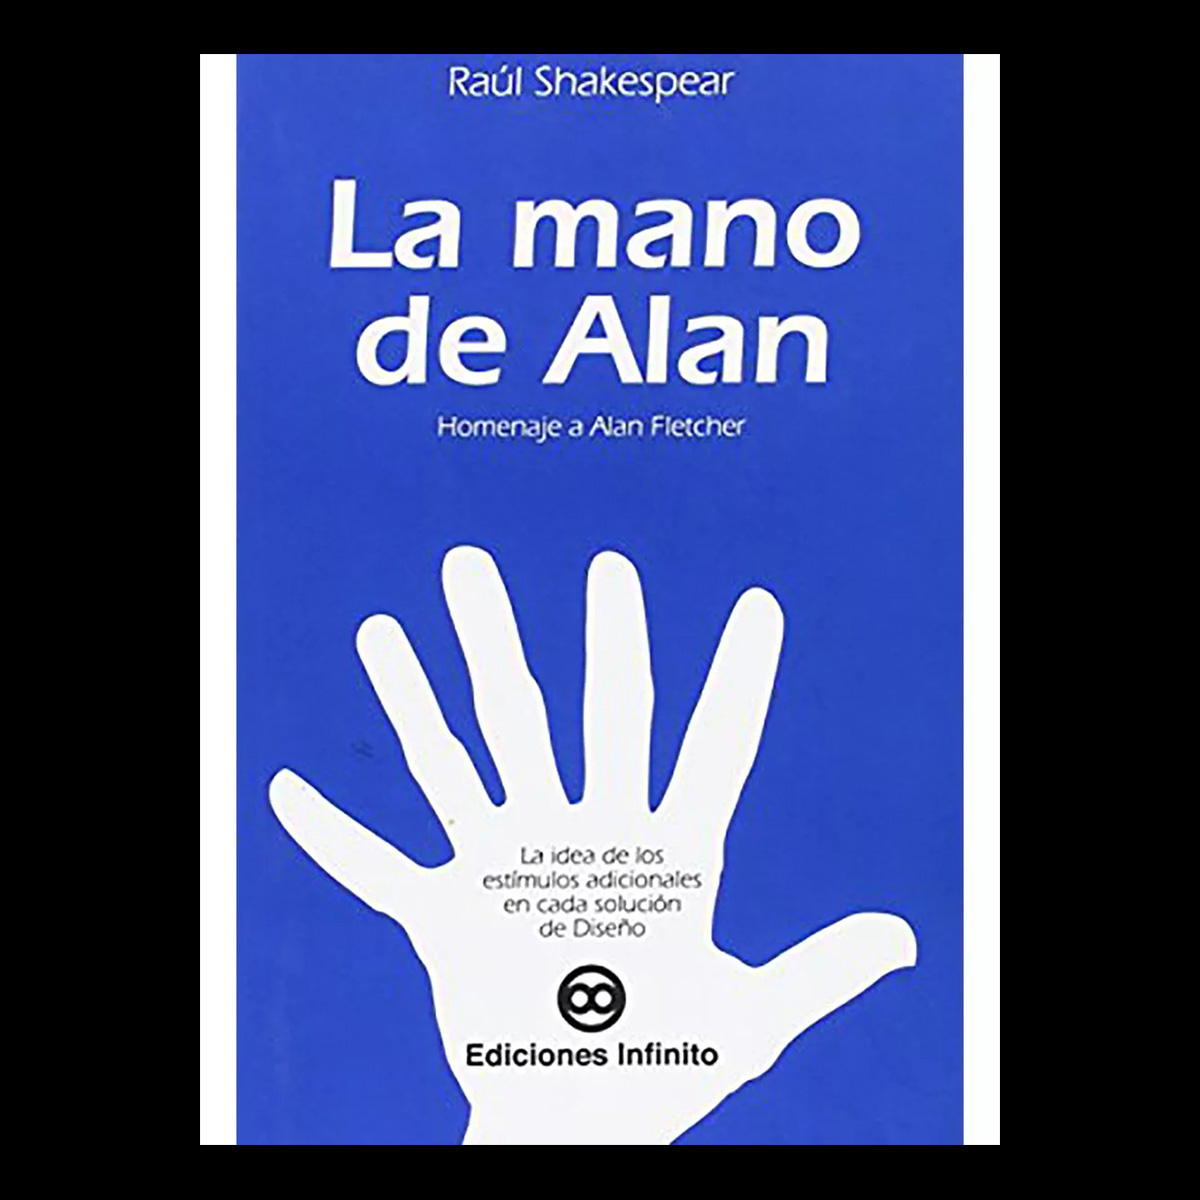 Raúl Shakespear
La mano
de Alan
Homenaje a Alan Fletcher
La idea de los
estímulos adicionales
en cada solución
de Diseño
Ediciones Infinito